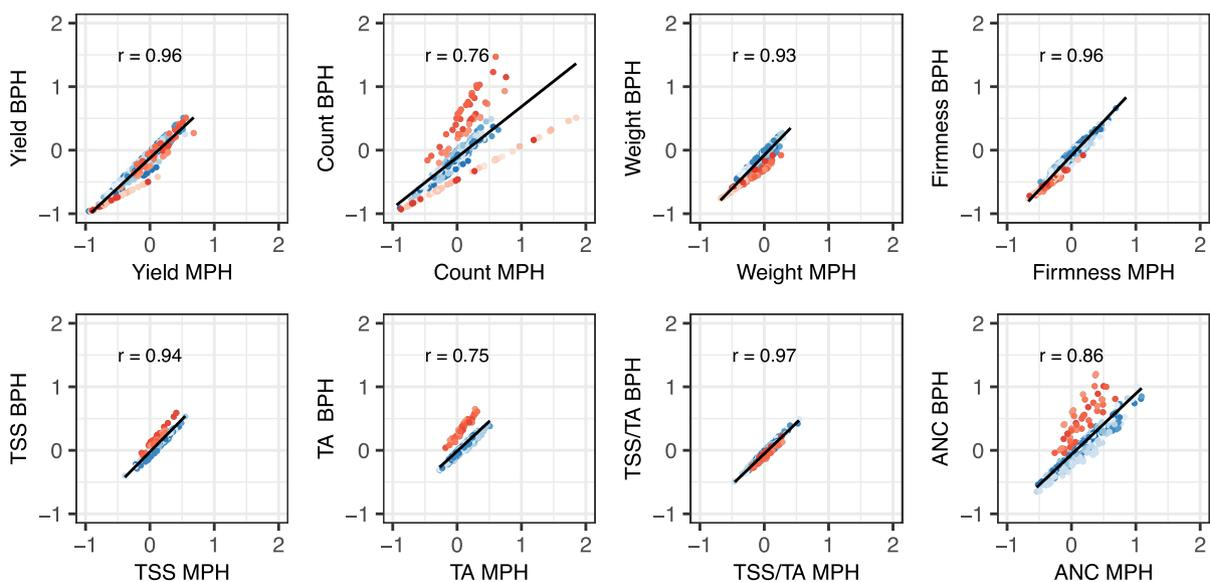 Yield BPH
2
1
0
−1
r = 0.96
−1 0 1 2
Yield MPH
Count BPH
2
1
0
−1
r = 0.76
−1 0 1 2
Count MPH
Weight BPH
2
1
0
−1
r = 0.93
−1 0 1 2
Weight MPH
Firmness BPH
2
1
0
−1
r = 0.96
−1 0 1 2
Firmness MPH
TSS BPH
2
1
0
−1
r = 0.94
−1 0 1 2
TSS MPH
TA BPH
2
1
0
−1
r = 0.75
−1 0 1 2
TA MPH
TSS/TA BPH
2
1
0
−1
r = 0.97
−1 0 1 2
TSS/TA MPH
ANC BPH
2
1
0
−1
r = 0.86
−1 0 1 2
ANC MPH